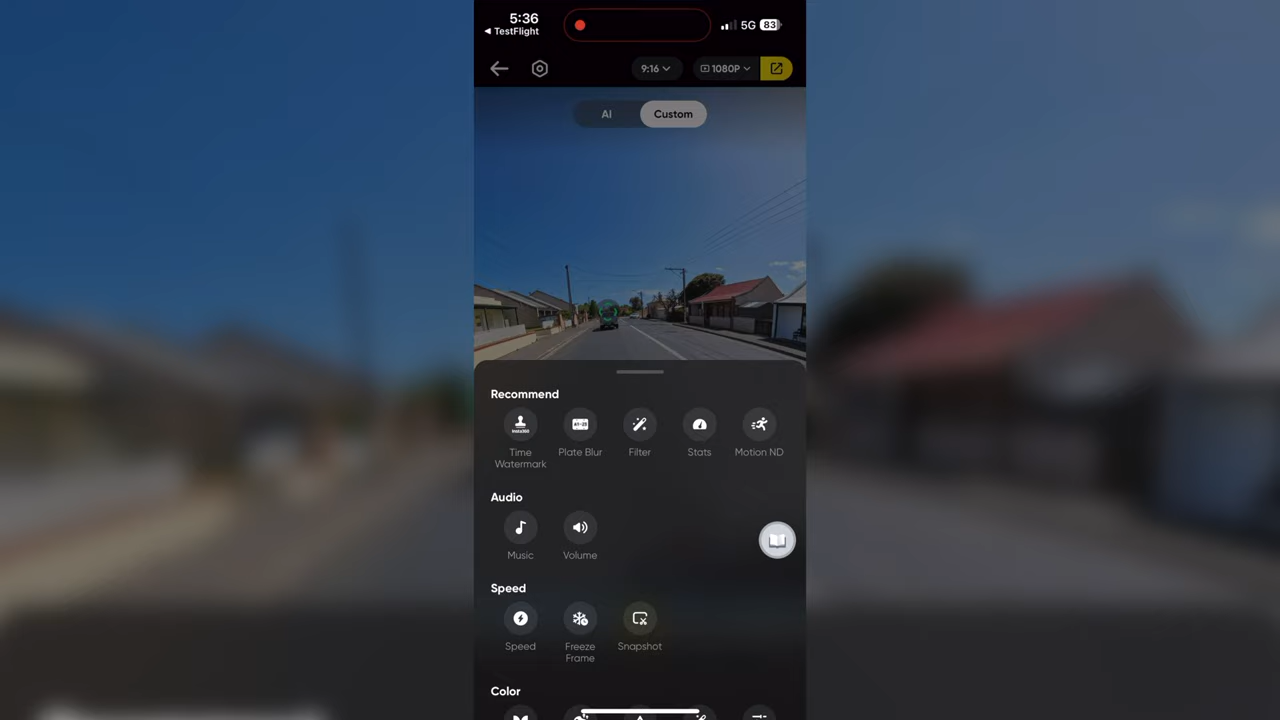 5:36
5G 83
◀ TestFlight
9:16
1080P
AI
Custom
Recommend
Insta360
Time
Watermark
Plate Blur
Filter
Stats
Motion ND
Audio
Music
Volume
Speed
Speed
Freeze
Frame
Snapshot
Color